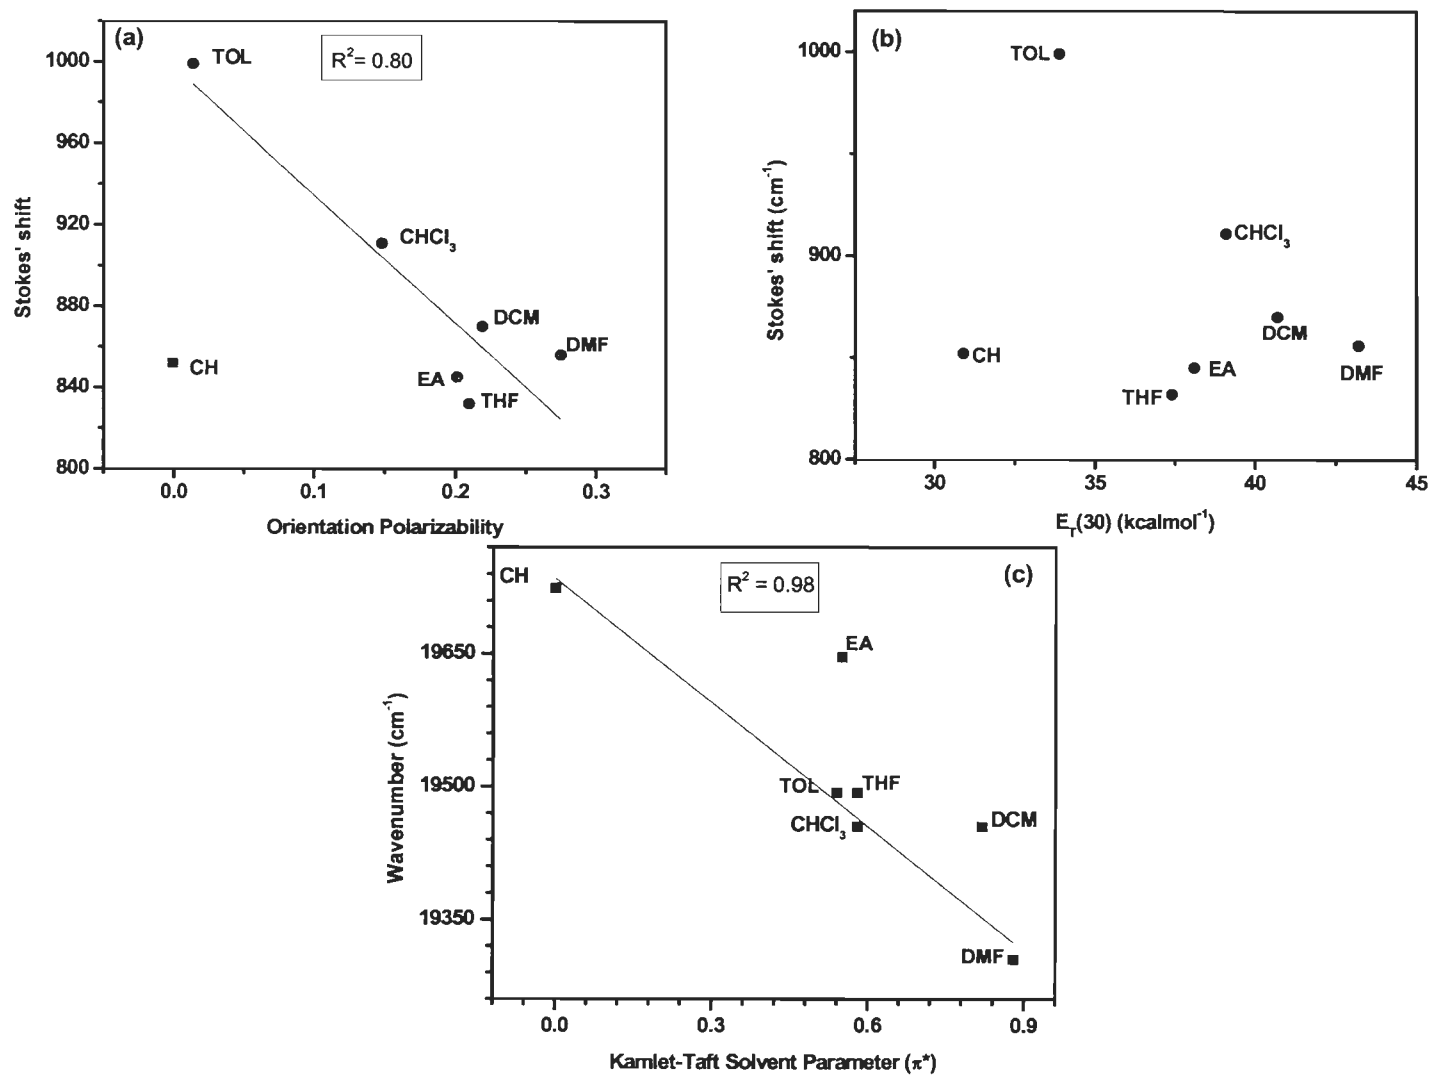 (a)
R²= 0.80
1000
960
920
880
840
800
Stokes' shift
TOL
CHCl₃
DCM
DMF
EA
THF
CH
0.0 0.1 0.2 0.3
Orientation Polarizability
(b)
1000
900
800
Stokes' shift (cm⁻¹)
TOL
CHCl₃
DCM
CH
EA
DMF
THF
30 35 40 45
E_T(30) (kcalmol⁻¹)
(c)
R² = 0.98
19650
19500
19350
Wavenumber (cm⁻¹)
CH
EA
TOL THF
CHCl₃ DCM
DMF
0.0 0.3 0.6 0.9
Kamlet-Taft Solvent Parameter (π*)